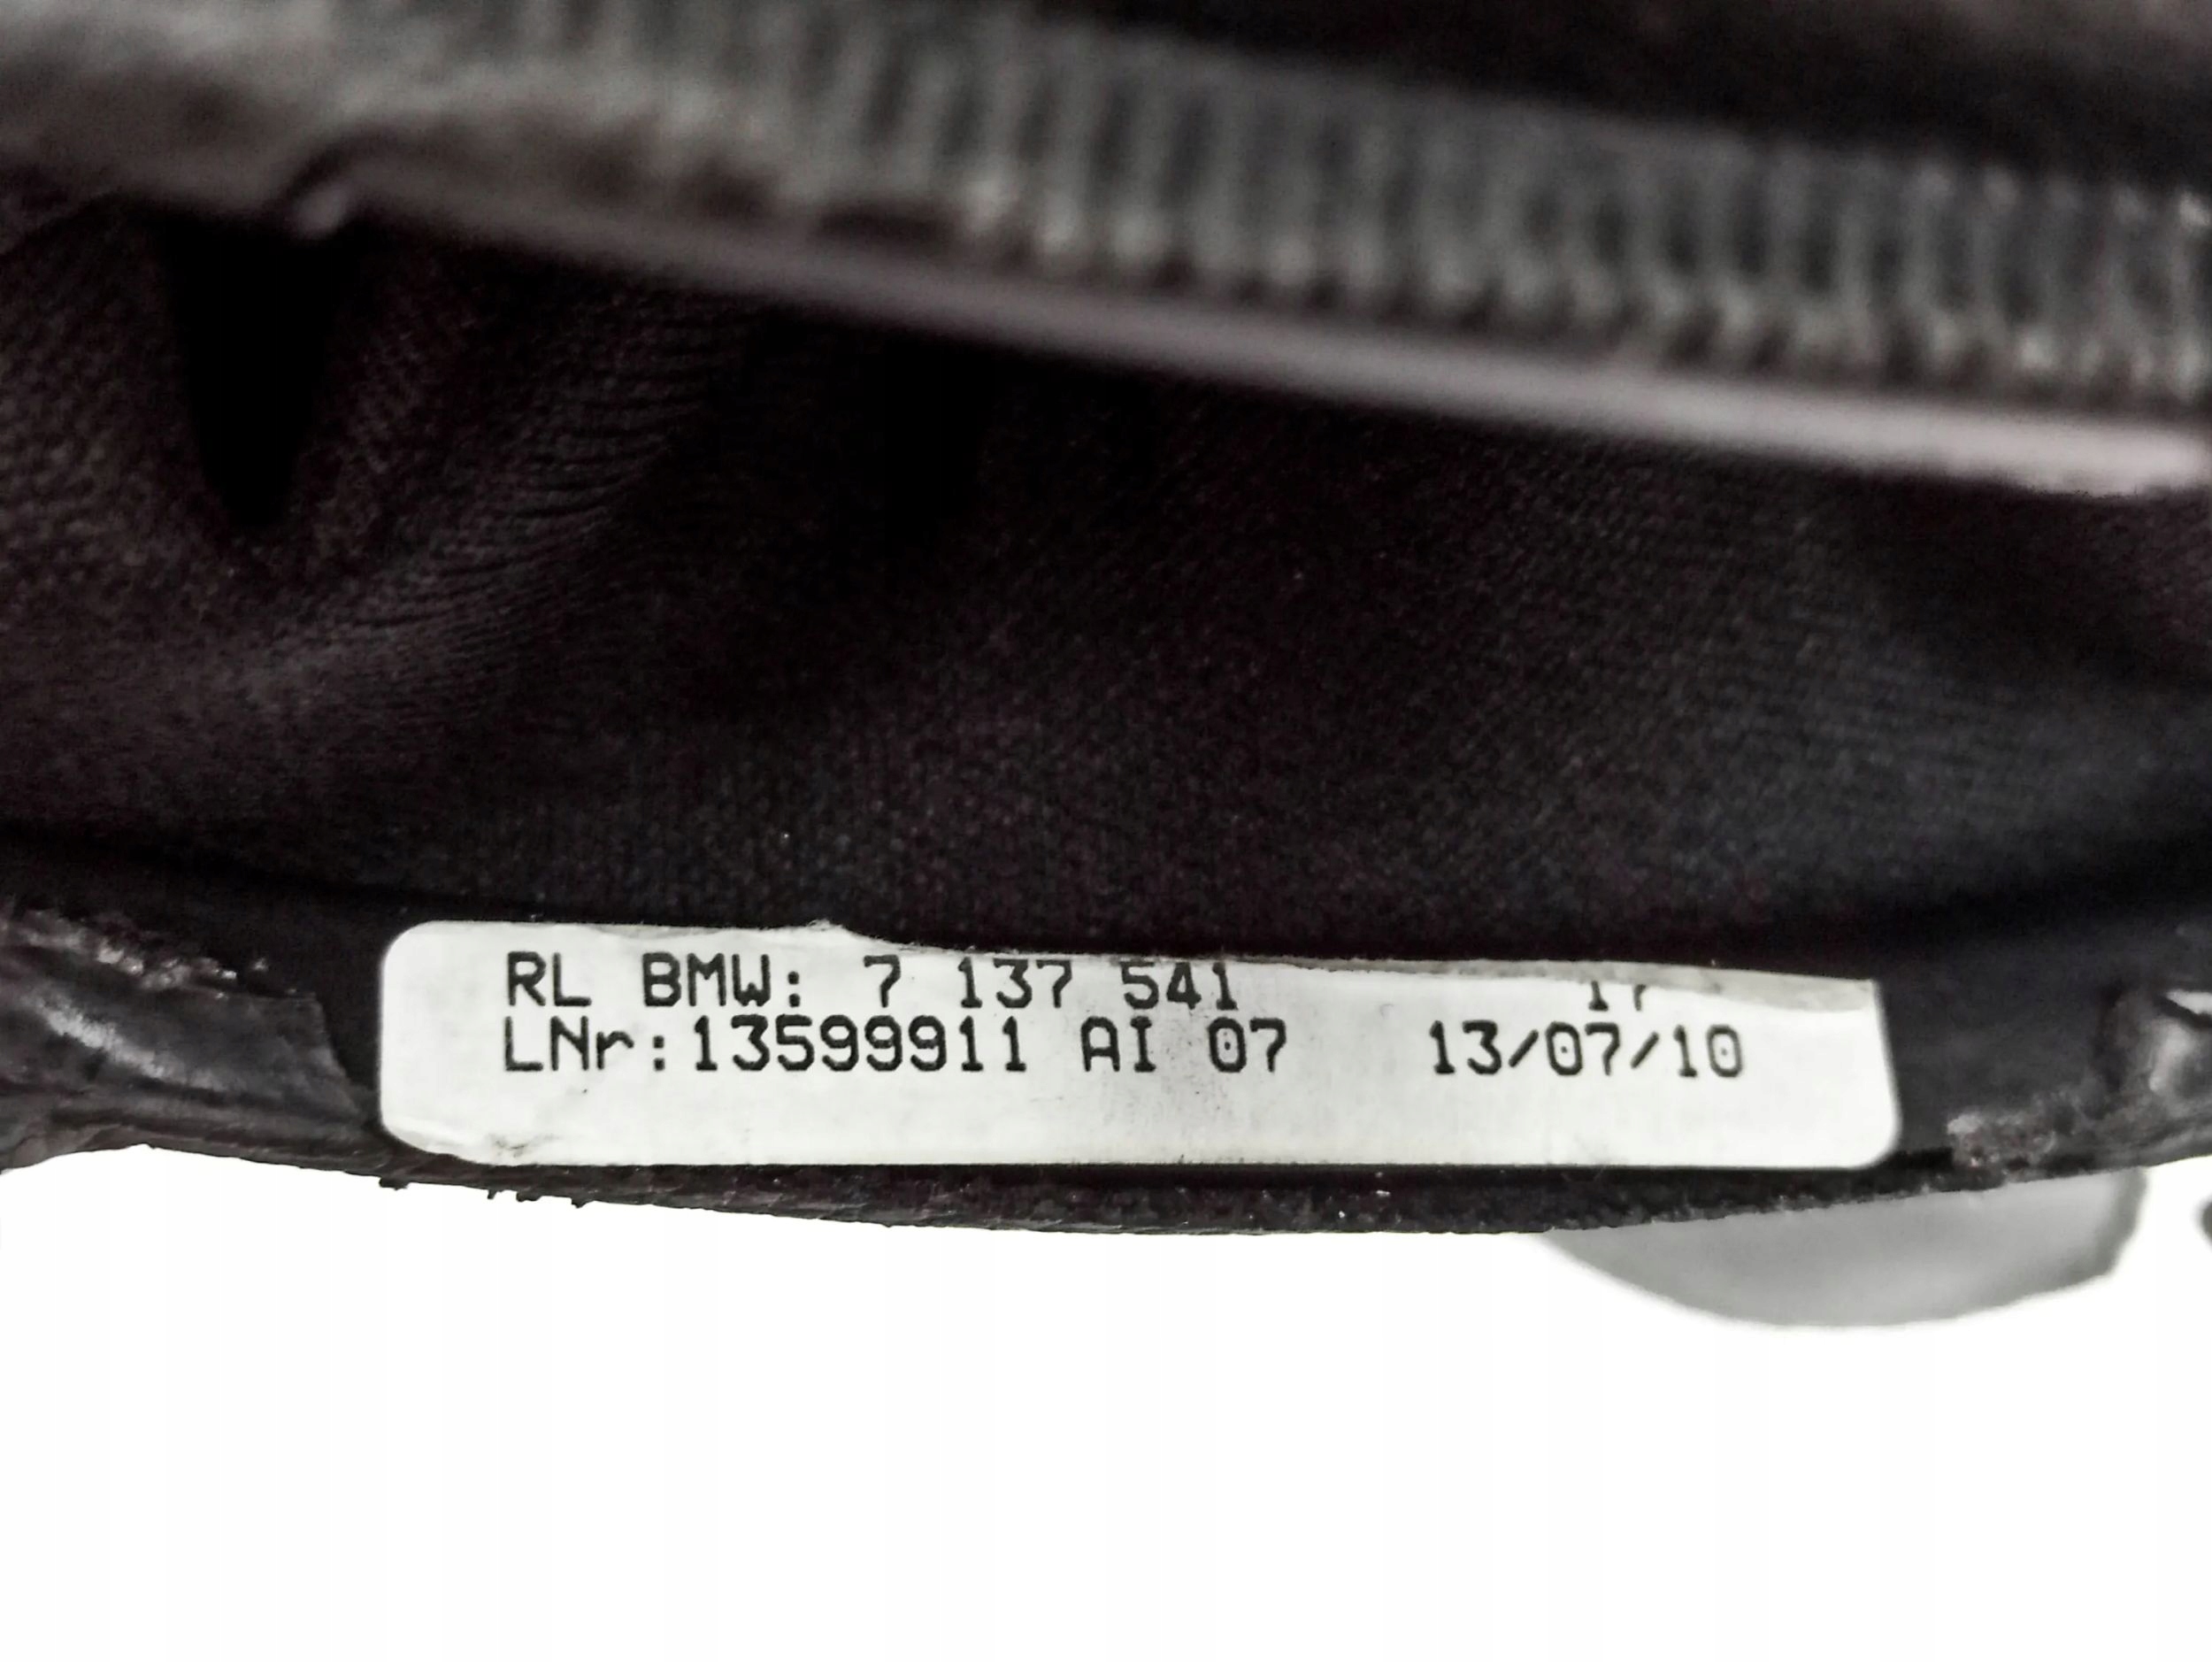 RL BMW: 7 137 541
LNr:13599911 AI 07 13/07/10